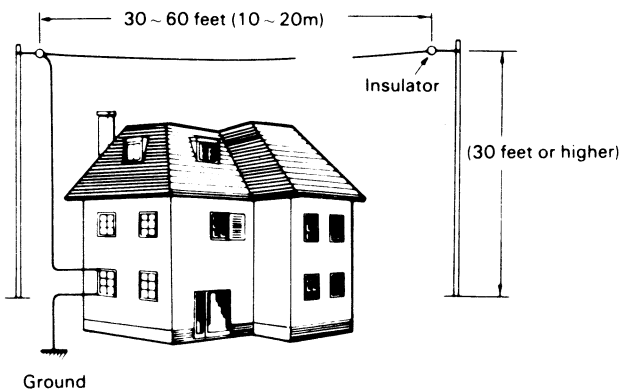 30 ~ 60 feet (10 ~ 20m)
Insulator
(30 feet or higher)
Ground